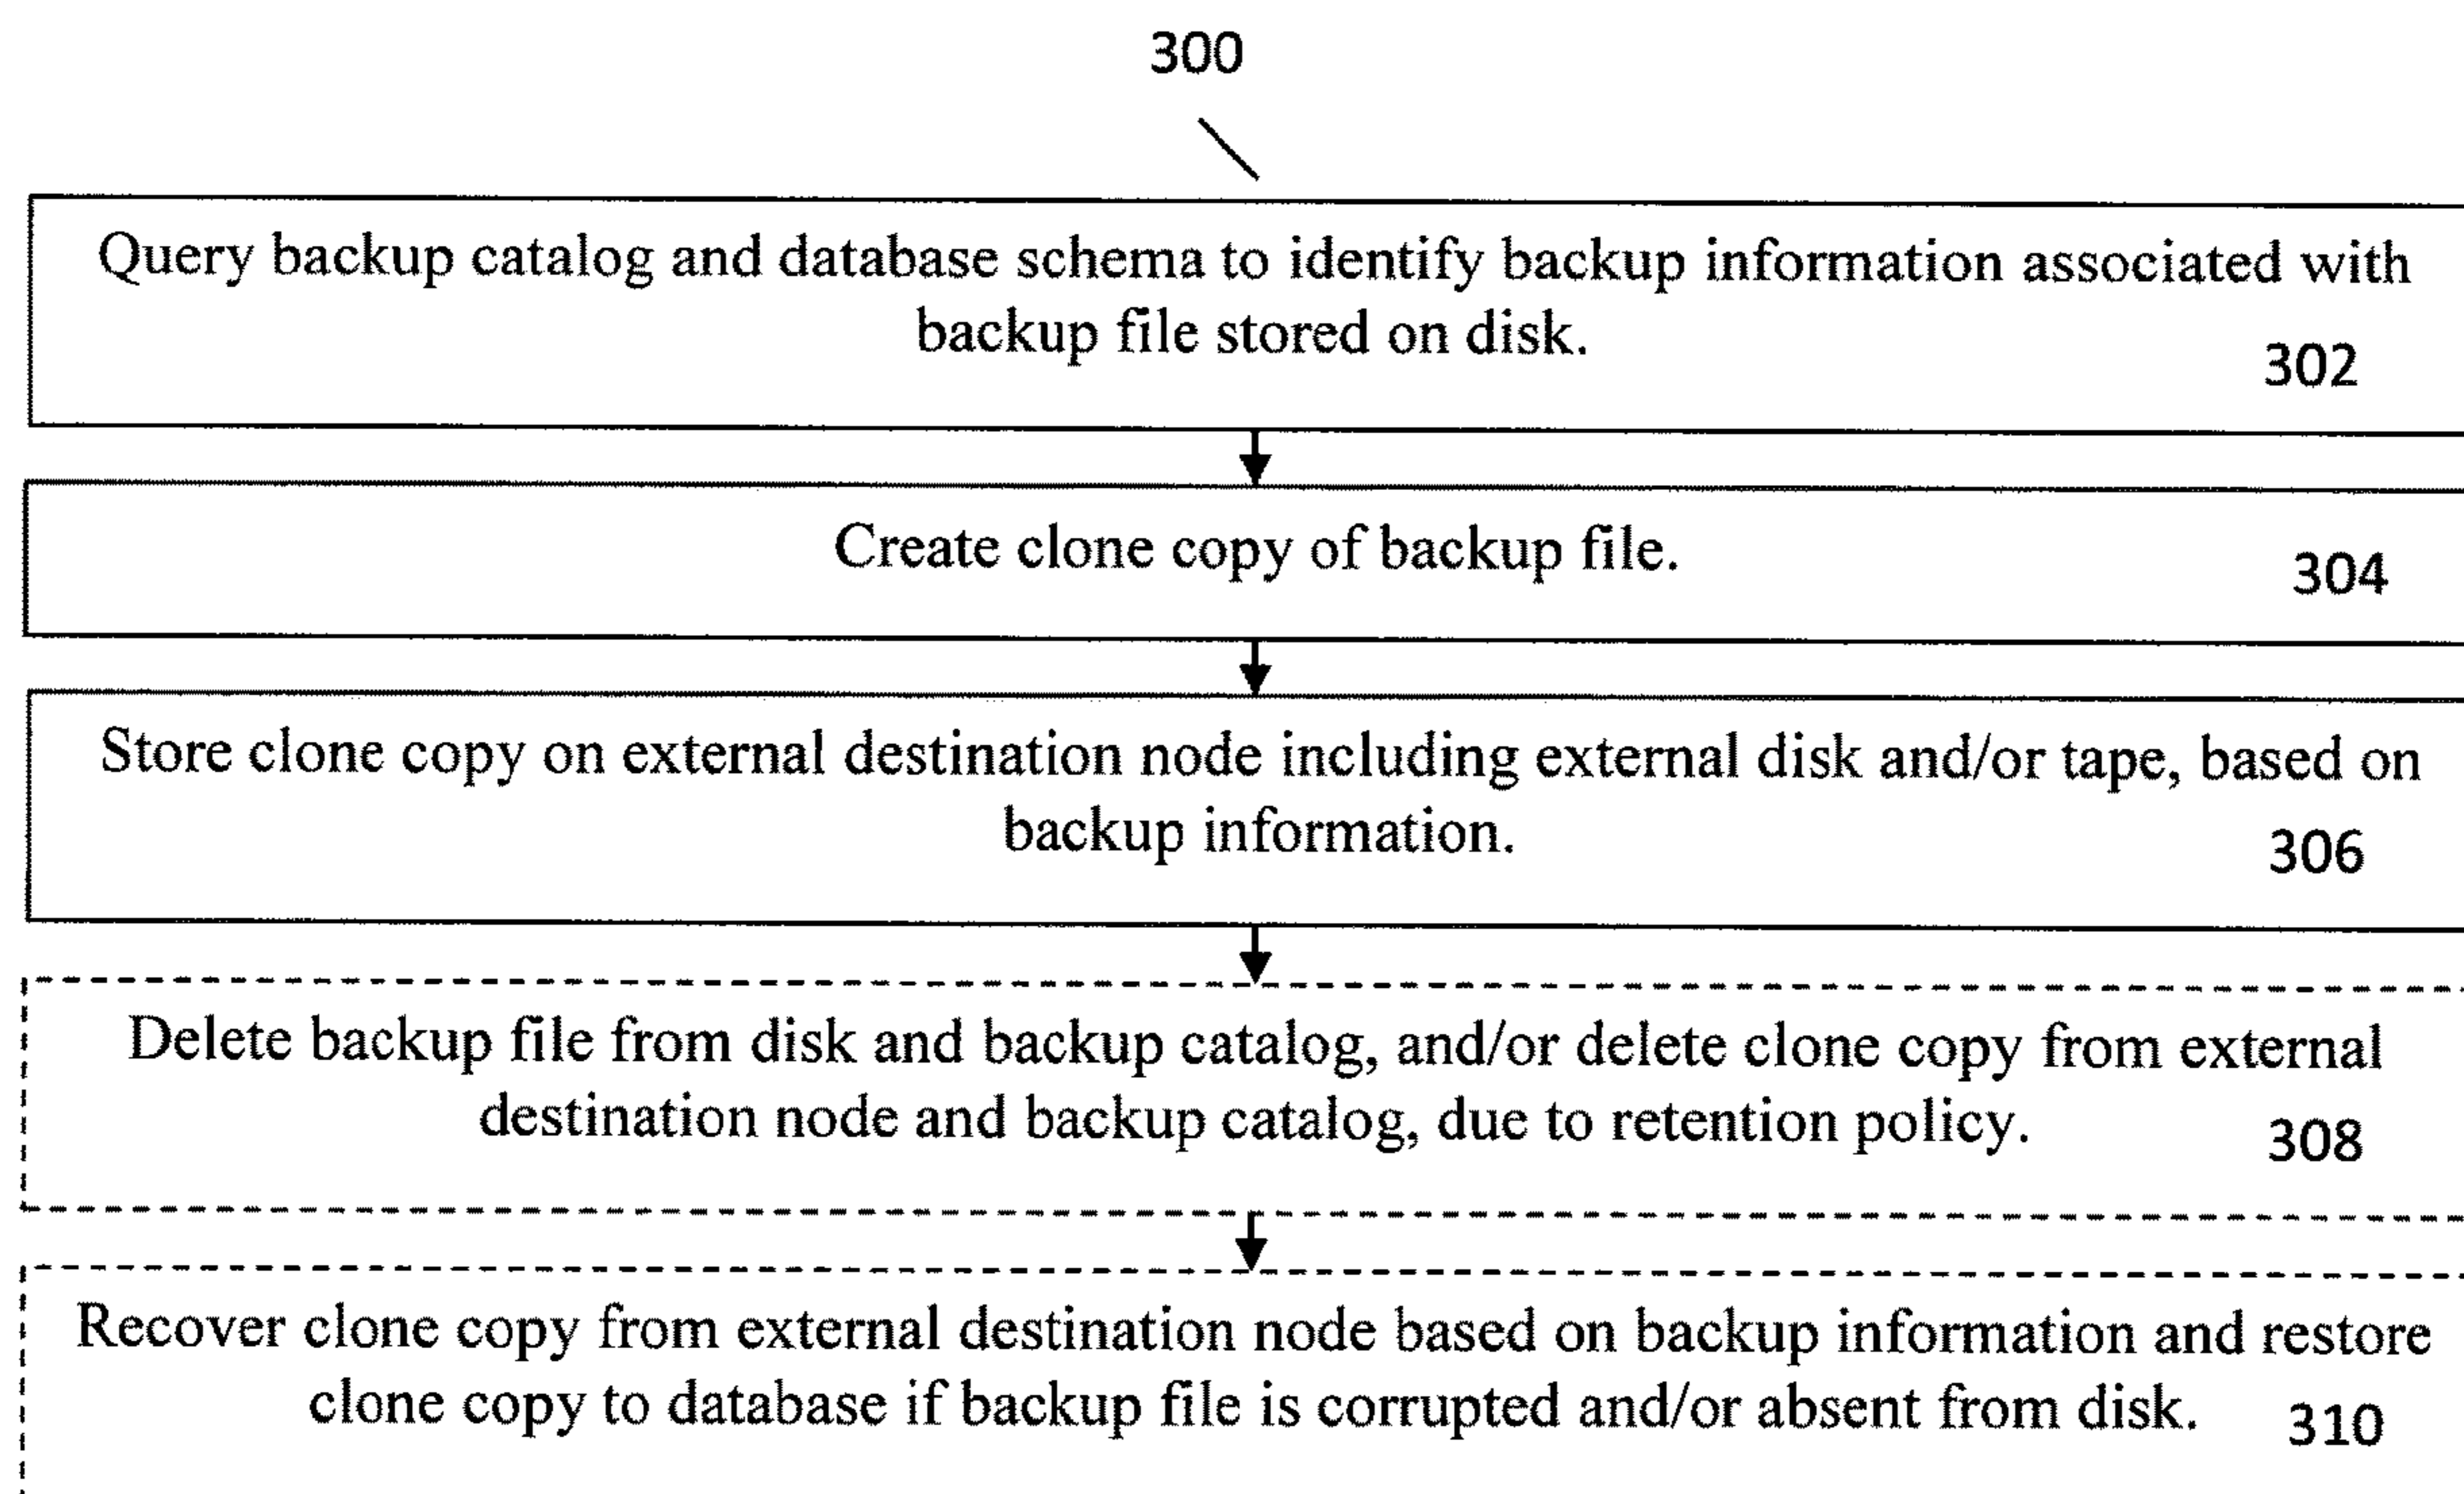 300
Query backup catalog and database schema to identify backup information associated with
backup file stored on disk.
302
Create clone copy of backup file.
304
Store clone copy on external destination node including external disk and/or tape, based on
backup information.
306
Delete backup file from disk and backup catalog, and/or delete clone copy from external
destination node and backup catalog, due to retention policy.
308
Recover clone copy from external destination node based on backup information and restore
clone copy to database if backup file is corrupted and/or absent from disk.
310